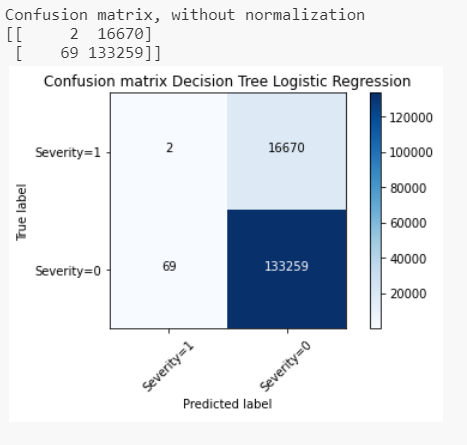 Confusion matrix, without normalization
[[ 2 16670]
[ 69 133259]]
Confusion matrix Decision Tree Logistic Regression
Severity=1
2
16670
Severity=0
69
133259
True label
120000
100000
80000
60000
40000
20000
Severity=1
Severity=0
Predicted label